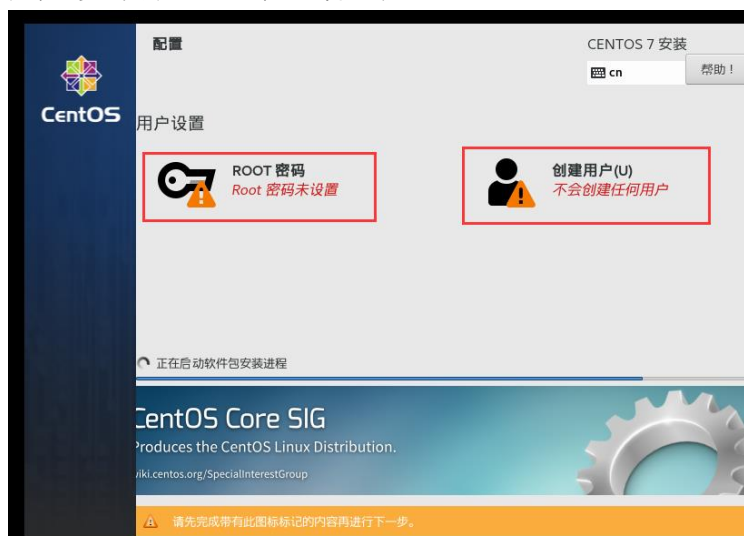 配置
CENTOS 7 安装
cn
帮助！
CentOS
用户设置
ROOT 密码
Root 密码未设置
创建用户(U)
不会创建任何用户
正在启动软件包安装进程
CentOS Core SIG
Produces the CentOS Linux Distribution.
wiki.centos.org/SpecialInterestGroup
请先完成带有此图标标记的内容再进行下一步。